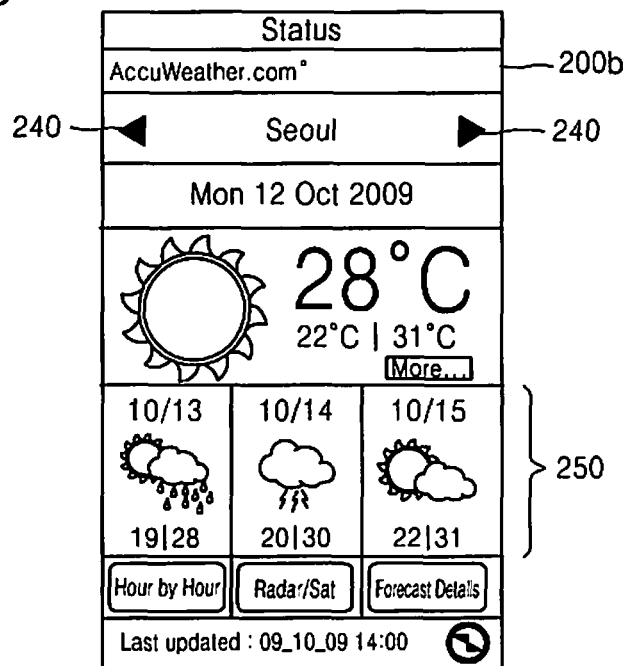 Status
AccuWeather.com°
200b
240
Seoul
240
Mon 12 Oct 2009
28°C
22°C | 31°C
More...
10/13 10/14 10/15
19|28 20|30 22|31
250
Hour by Hour Radar/Sat Forecast Details
Last updated : 09_10_09 14:00